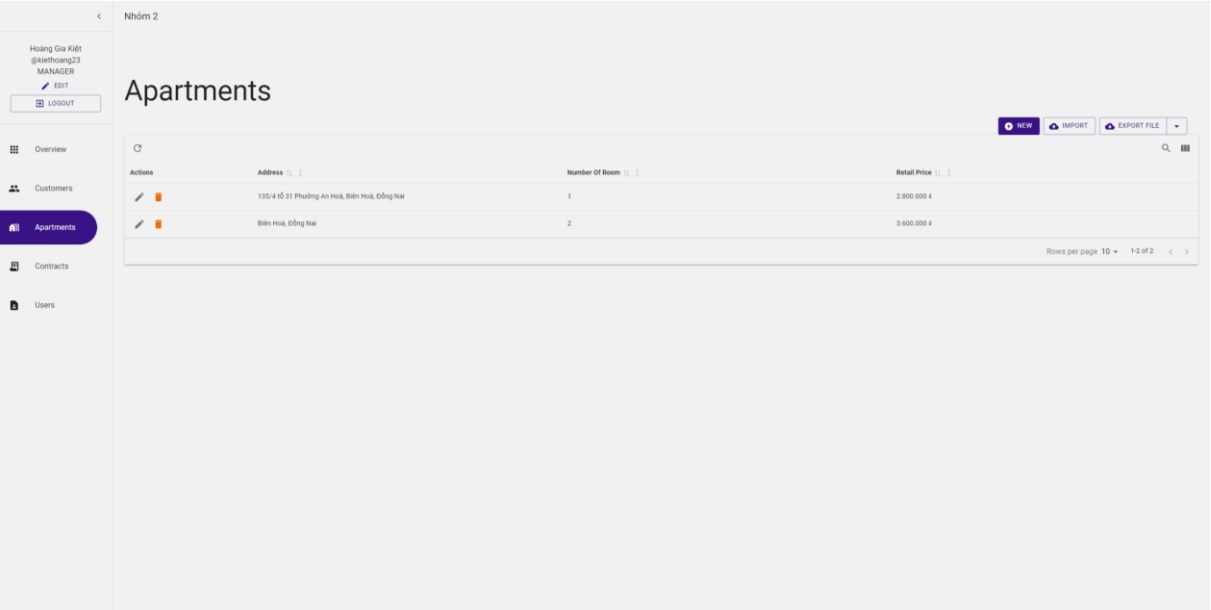 Nhóm 2
Hoàng Gia Kiệt
@kiethoang23
MANAGER
EDIT
LOGOUT
Overview
Customers
Apartments
Contracts
Users
Apartments
NEW IMPORT EXPORT FILE
Actions Address Number Of Room Retail Price
135/4 tổ 31 Phường An Hoà, Biên Hoà, Đồng Nai 1 2.800.000 ₫
Biên Hoà, Đồng Nai 2 3.600.000 ₫
Rows per page 10 1-2 of 2